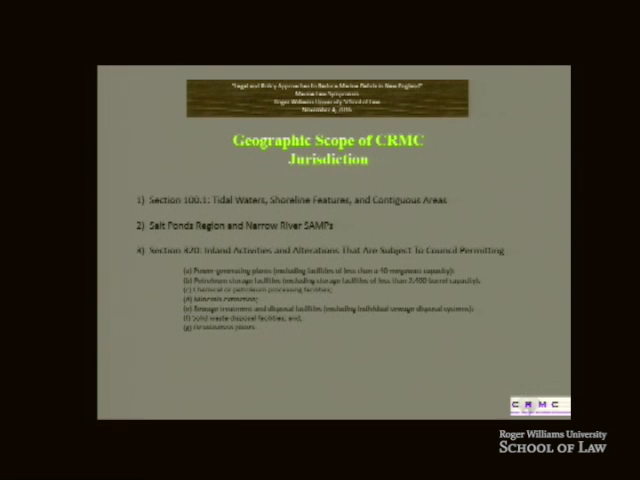 "Legal and Policy Approaches to Reduce Marine Debris in New England"
Marine Law Symposium
Roger Williams University School of Law
November 4,
Geographic Scope of CRMC
Jurisdiction
1) Section 100.1: Tidal Waters, Shoreline Features, and Contiguous Areas
2) Salt Ponds Region and Narrow River SAMPs
3) Section 320: Inland Activities and Alterations That Are Subject To Council Permitting
(a) Power generating plants (excluding facilities of less than a 40 megawatt capacity);
(b) Petroleum storage facilities (excluding storage facilities of less than 2,400 barrel capacity);
(c) Chemical or petroleum processing facilities;
(d) Minerals extraction;
(e) Sewage treatment and disposal facilities (excluding individual sewage disposal systems);
(f) Solid waste disposal facilities; and,
(g) Desalination plants.
CRMC
Roger Williams University
SCHOOL OF LAW